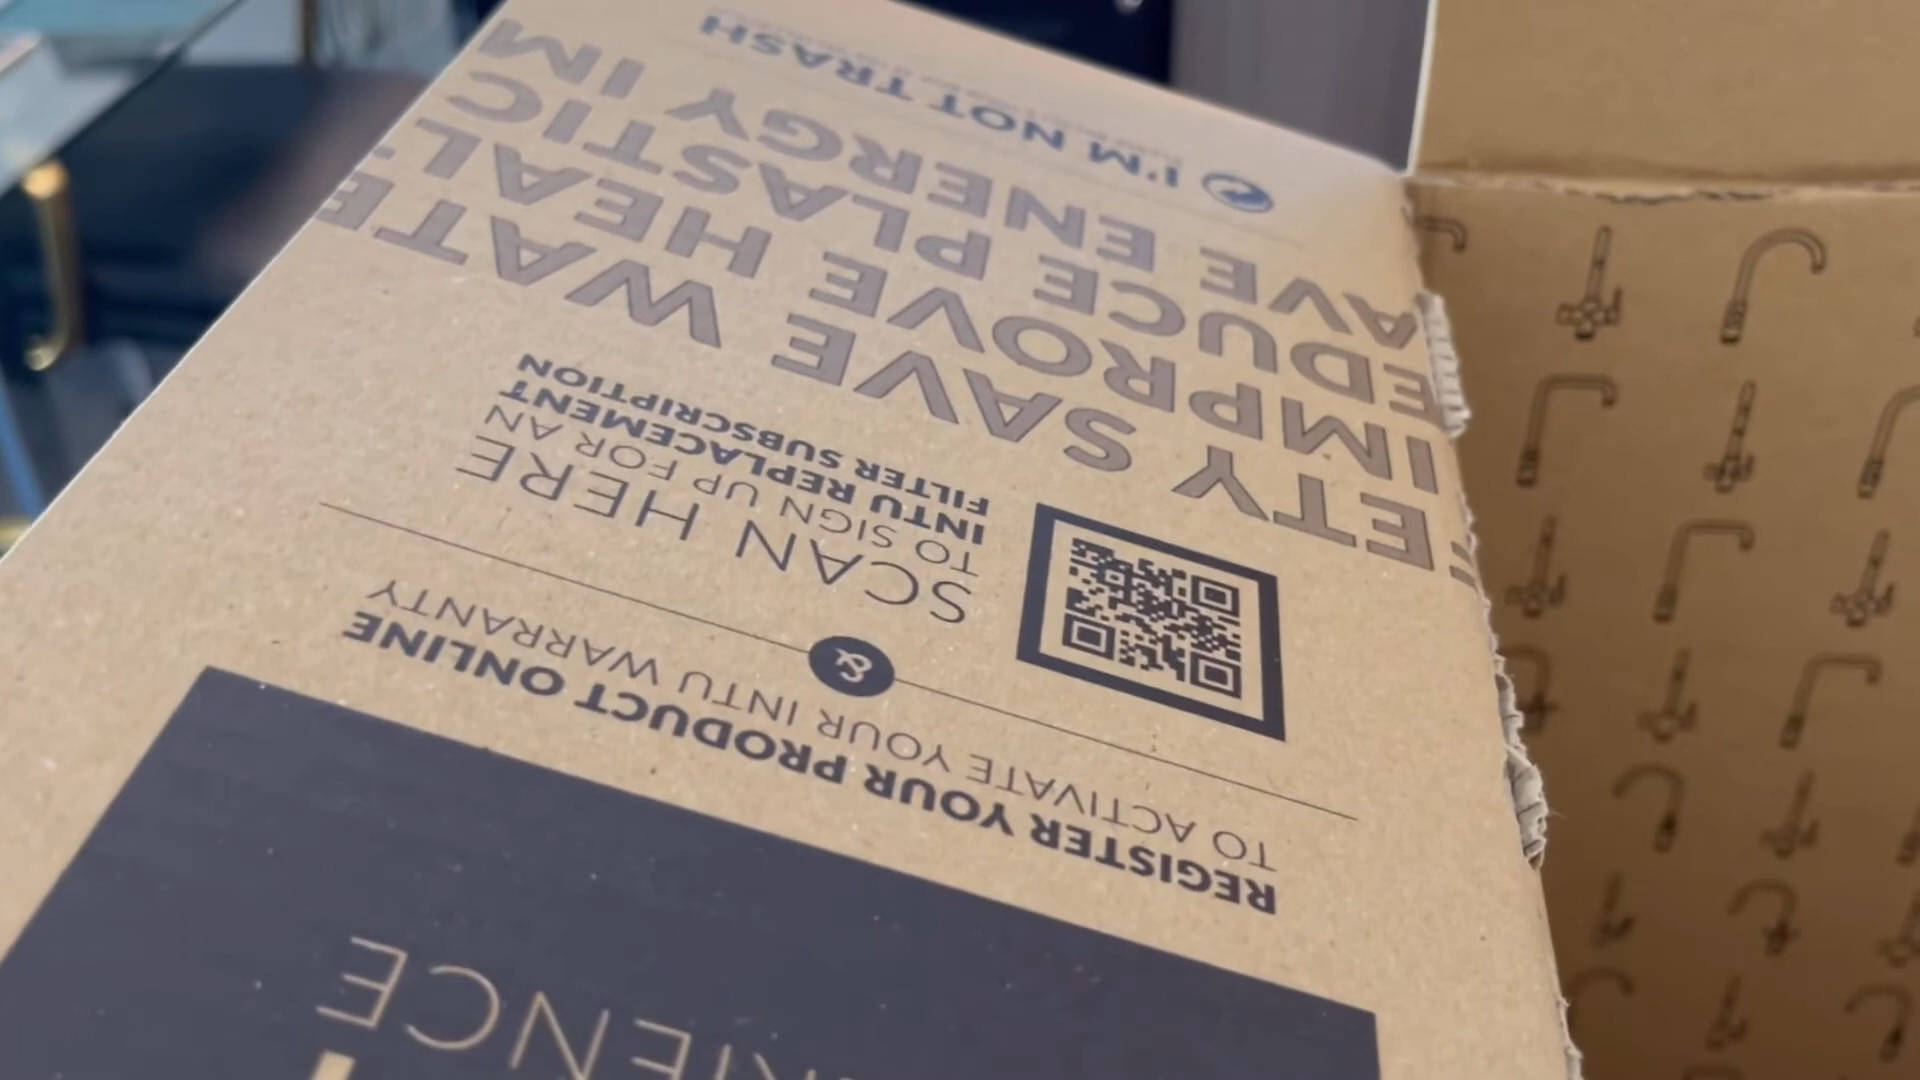 RIENCE
REGISTER YOUR PRODUCT ONLINE
TO ACTIVATE YOUR INTU WARRANTY
&
SCAN HERE
TO SIGN UP FOR AN
INTU REPLACEMENT
FILTER SUBSCRIPTION
FETY SAVE WATE
IMPROVE HEALT
EDUCE PLASTIC
AVE ENERGY IM
I'M NOT TRASH